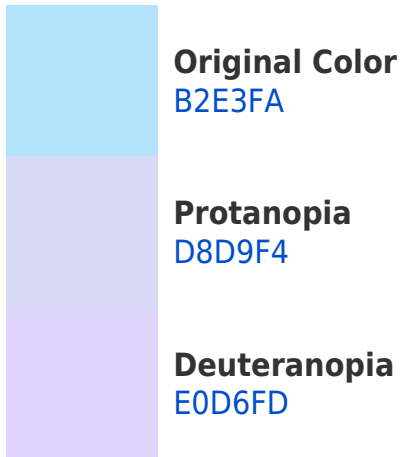 Original Color
B2E3FA
Protanopia
D8D9F4
Deuteranopia
E0D6FD